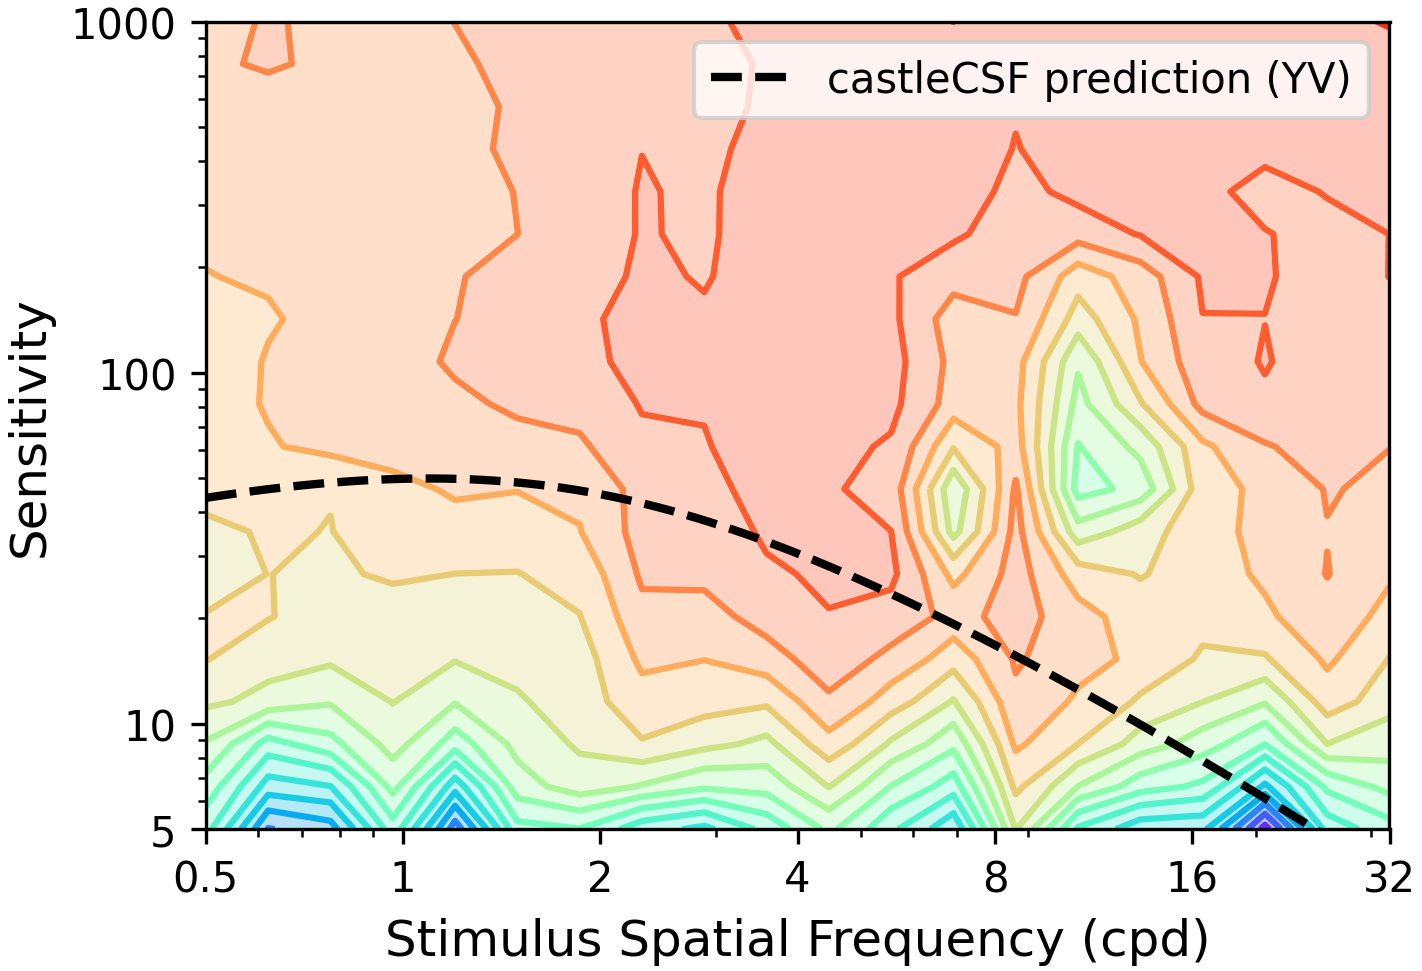 1000
castleCSF prediction (YV)
100
Sensitivity
10
5
0.5 1 2 4 8 16 32
Stimulus Spatial Frequency (cpd)